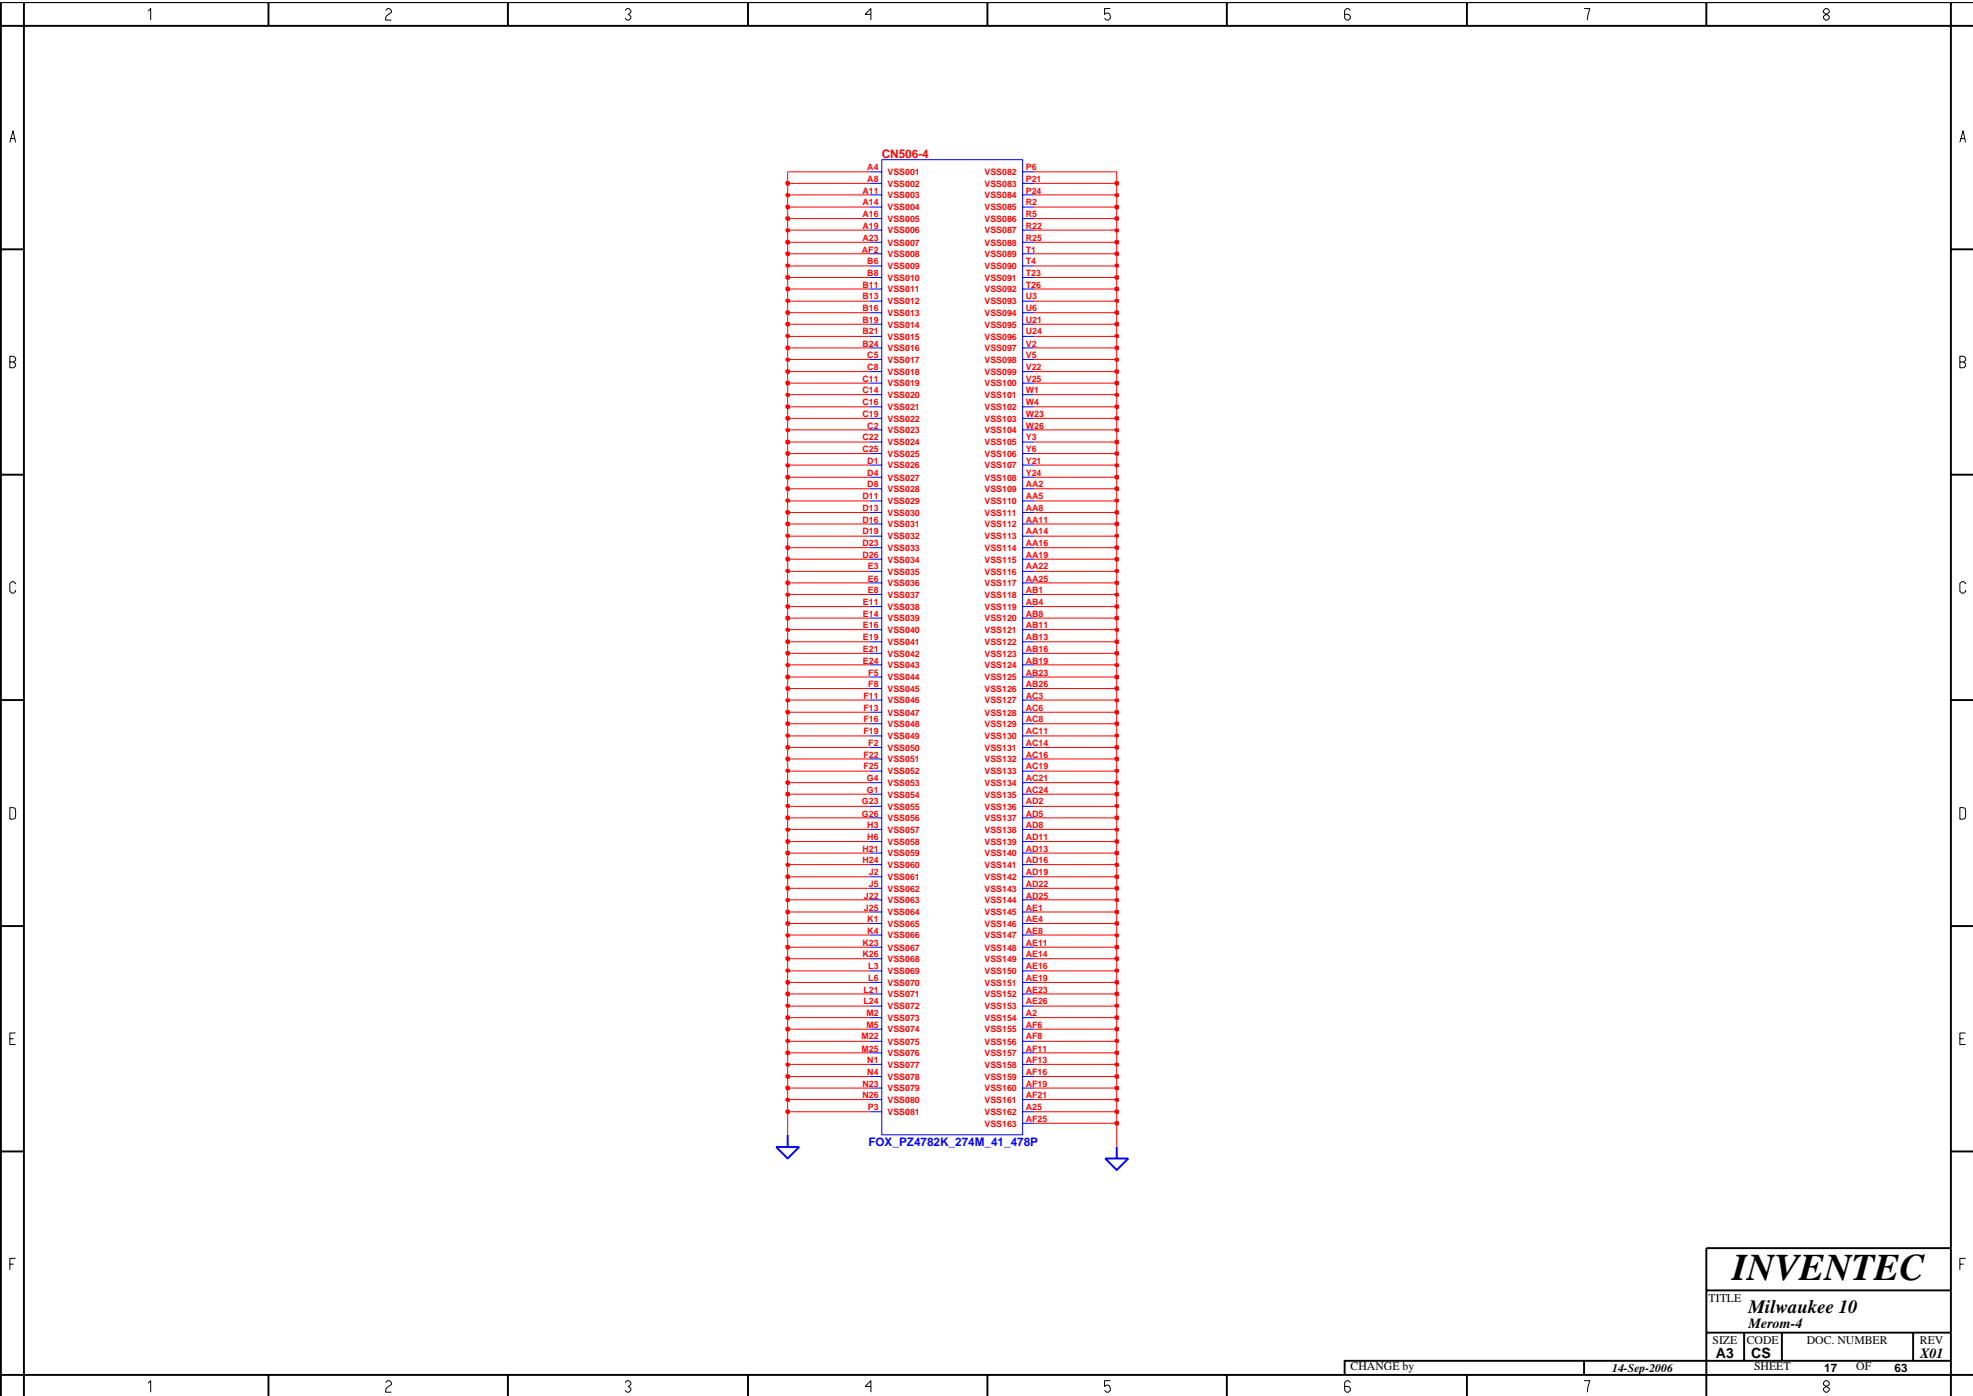 1 2 3 4 5 6 7 8
A A
CN506-4
A4 VSS001 VSS082 P6
A8 VSS002 VSS083 P21
A11 VSS003 VSS084 P24
A14 VSS004 VSS085 R2
A16 VSS005 VSS086 R5
A19 VSS006 VSS087 R22
A23 VSS007 VSS088 R25
AF2 VSS008 VSS089 T1
B6 VSS009 VSS090 T4
B8 VSS010 VSS091 T23
B11 VSS011 VSS092 T26
B13 VSS012 VSS093 U3
B16 VSS013 VSS094 U6
B19 VSS014 VSS095 U21
B21 VSS015 VSS096 U24
B24 VSS016 VSS097 V2
C5 VSS017 VSS098 V5
B B
C8 VSS018 VSS099 V22
C11 VSS019 VSS100 V25
C14 VSS020 VSS101 W1
C16 VSS021 VSS102 W4
C19 VSS022 VSS103 W23
C2 VSS023 VSS104 W26
C22 VSS024 VSS105 Y3
C25 VSS025 VSS106 Y6
D1 VSS026 VSS107 Y21
D4 VSS027 VSS108 Y24
D8 VSS028 VSS109 AA2
D11 VSS029 VSS110 AA5
D13 VSS030 VSS111 AA8
D16 VSS031 VSS112 AA11
D19 VSS032 VSS113 AA14
D23 VSS033 VSS114 AA16
D26 VSS034 VSS115 AA19
E3 VSS035 VSS116 AA22
E6 VSS036 VSS117 AA25
C C
E8 VSS037 VSS118 AB1
E11 VSS038 VSS119 AB4
E14 VSS039 VSS120 AB8
E16 VSS040 VSS121 AB11
E19 VSS041 VSS122 AB13
E21 VSS042 VSS123 AB16
E24 VSS043 VSS124 AB19
F5 VSS044 VSS125 AB23
F8 VSS045 VSS126 AB26
F11 VSS046 VSS127 AC3
F13 VSS047 VSS128 AC6
F16 VSS048 VSS129 AC8
F19 VSS049 VSS130 AC11
F2 VSS050 VSS131 AC14
F22 VSS051 VSS132 AC16
F25 VSS052 VSS133 AC19
G4 VSS053 VSS134 AC21
G1 VSS054 VSS135 AC24
G23 VSS055 VSS136 AD2
D D
G26 VSS056 VSS137 AD5
H3 VSS057 VSS138 AD8
H6 VSS058 VSS139 AD11
H21 VSS059 VSS140 AD13
H24 VSS060 VSS141 AD16
J2 VSS061 VSS142 AD19
J5 VSS062 VSS143 AD22
J22 VSS063 VSS144 AD25
J25 VSS064 VSS145 AE1
K1 VSS065 VSS146 AE4
K4 VSS066 VSS147 AE8
K23 VSS067 VSS148 AE11
K26 VSS068 VSS149 AE14
L3 VSS069 VSS150 AE16
L6 VSS070 VSS151 AE19
L21 VSS071 VSS152 AE23
L24 VSS072 VSS153 AE26
M2 VSS073 VSS154 A2
M5 VSS074 VSS155 AF6
E E
M22 VSS075 VSS156 AF8
M25 VSS076 VSS157 AF11
N1 VSS077 VSS158 AF13
N4 VSS078 VSS159 AF16
N23 VSS079 VSS160 AF19
N26 VSS080 VSS161 AF21
P3 VSS081 VSS162 A25
VSS163 AF25
FOX_PZ4782K_274M_41_478P
F F
INVENTEC
TITLE Milwaukee 10
Merom-4
SIZE CODE DOC. NUMBER REV
A3 CS X01
CHANGE by 14-Sep-2006 SHEET 17 OF 63
1 2 3 4 5 6 7 8